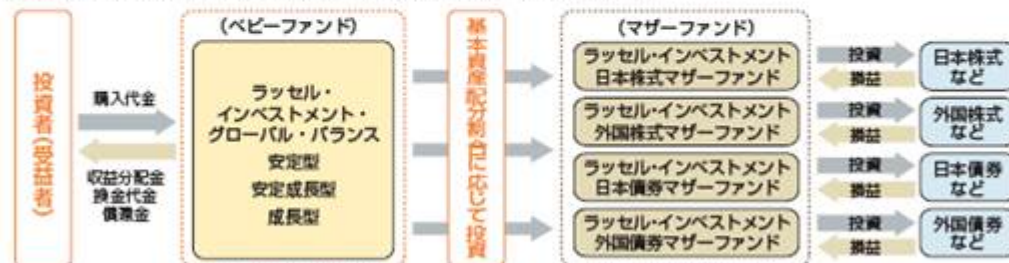 投資者(受益者)
購入代金
収益分配金
換金代金
償還金
(ベビーファンド)
ラッセル・
インベストメント・
グローバル・バランス
安定型
安定成長型
成長型
基本資産配分割合に応じて投資
(マザーファンド)
ラッセル・インベストメント
日本株式マザーファンド
投資
損益
日本株式
など
ラッセル・インベストメント
外国株式マザーファンド
投資
損益
外国株式
など
ラッセル・インベストメント
日本債券マザーファンド
投資
損益
日本債券
など
ラッセル・インベストメント
外国債券マザーファンド
投資
損益
外国債券
など